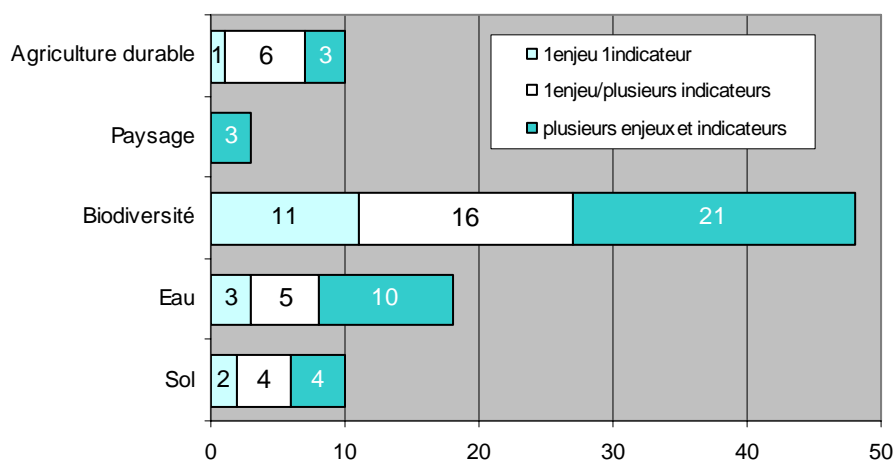 Agriculture durable
1 6 3
1enjeu 1indicateur
1enjeu/plusieurs indicateurs
plusieurs enjeux et indicateurs
Paysage
3
Biodiversité
11 16 21
Eau
3 5 10
Sol
2 4 4
0 10 20 30 40 50